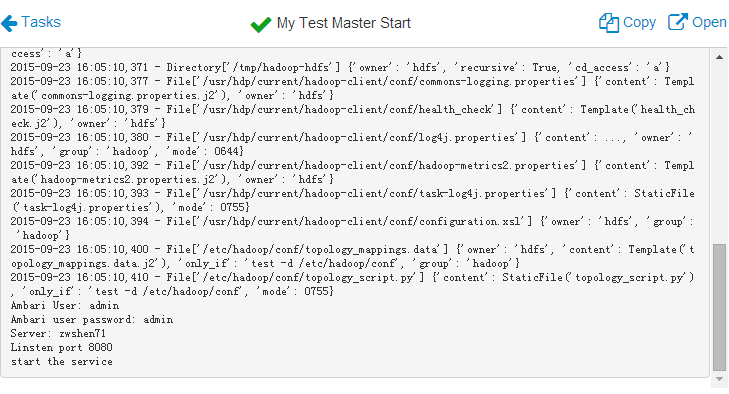 Tasks
My Test Master Start
Copy
Open
ccess': 'a'}
2015-09-23 16:05:10,371 - Directory['/tmp/hadoop-hdfs'] {'owner': 'hdfs', 'recursive': True, 'cd_access': 'a'}
2015-09-23 16:05:10,377 - File['/usr/hdp/current/hadoop-client/conf/commons-logging.properties'] {'content': Templ
ate('commons-logging.properties.j2'), 'owner': 'hdfs'}
2015-09-23 16:05:10,379 - File['/usr/hdp/current/hadoop-client/conf/health_check'] {'content': Template('health_ch
eck.j2'), 'owner': 'hdfs'}
2015-09-23 16:05:10,380 - File['/usr/hdp/current/hadoop-client/conf/log4j.properties'] {'content': ..., 'owner': '
hdfs', 'group': 'hadoop', 'mode': 0644}
2015-09-23 16:05:10,392 - File['/usr/hdp/current/hadoop-client/conf/hadoop-metrics2.properties'] {'content': Templ
ate('hadoop-metrics2.properties.j2'), 'owner': 'hdfs'}
2015-09-23 16:05:10,393 - File['/usr/hdp/current/hadoop-client/conf/task-log4j.properties'] {'content': StaticFile
('task-log4j.properties'), 'mode': 0755}
2015-09-23 16:05:10,394 - File['/usr/hdp/current/hadoop-client/conf/configuration.xsl'] {'owner': 'hdfs', 'group':
'hadoop'}
2015-09-23 16:05:10,400 - File['/etc/hadoop/conf/topology_mappings.data'] {'owner': 'hdfs', 'content': Template('t
opology_mappings.data.j2'), 'only_if': 'test -d /etc/hadoop/conf', 'group': 'hadoop'}
2015-09-23 16:05:10,410 - File['/etc/hadoop/conf/topology_script.py'] {'content': StaticFile('topology_script.py')
, 'only_if': 'test -d /etc/hadoop/conf', 'mode': 0755}
Ambari User: admin
Ambari user password: admin
Server: zwshen71
Linsten port 8080
start the service